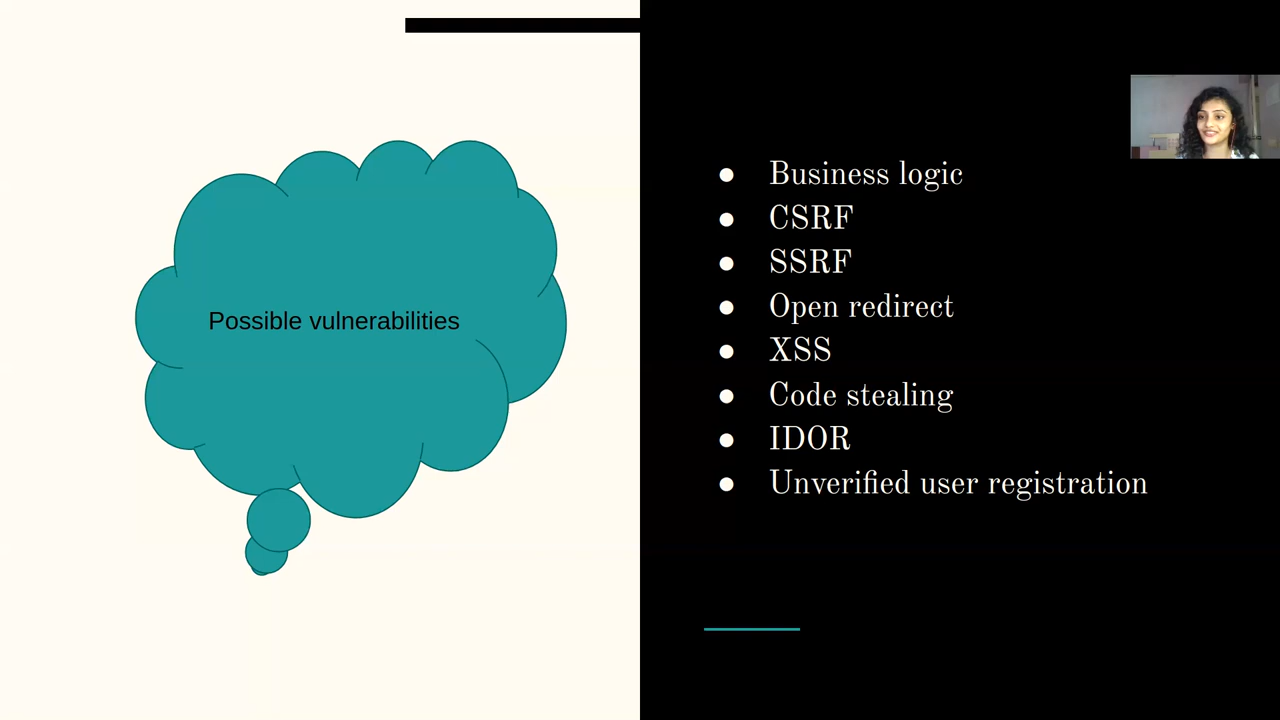 Possible vulnerabilities
● Business logic
● CSRF
● SSRF
● Open redirect
● XSS
● Code stealing
● IDOR
● Unverified user registration